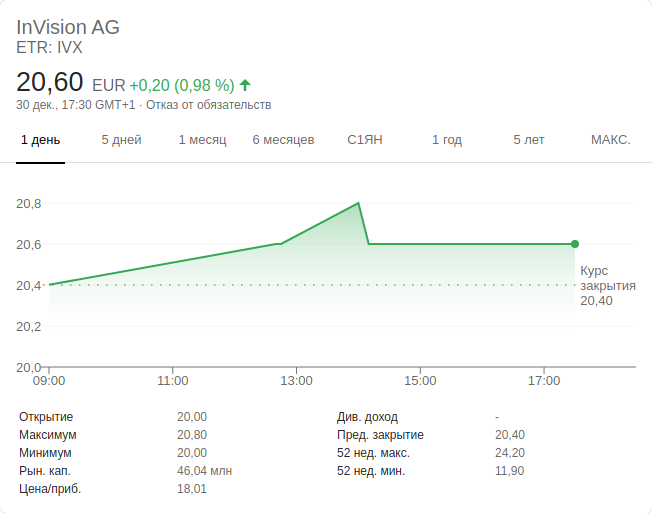 InVision AG
ETR: IVX
20,60 EUR +0,20 (0,98 %)
30 дек., 17:30 GMT+1 · Отказ от обязательств
1 день 5 дней 1 месяц 6 месяцев С1ЯН 1 год 5 лет МАКС.
20,8
20,6
20,4
20,2
20,0
Курс
закрытия
20,40
09:00 11:00 13:00 15:00 17:00
Открытие 20,00 Див. доход -
Максимум 20,80 Пред. закрытие 20,40
Минимум 20,00 52 нед. макс. 24,20
Рын. кап. 46,04 млн 52 нед. мин. 11,90
Цена/приб. 18,01